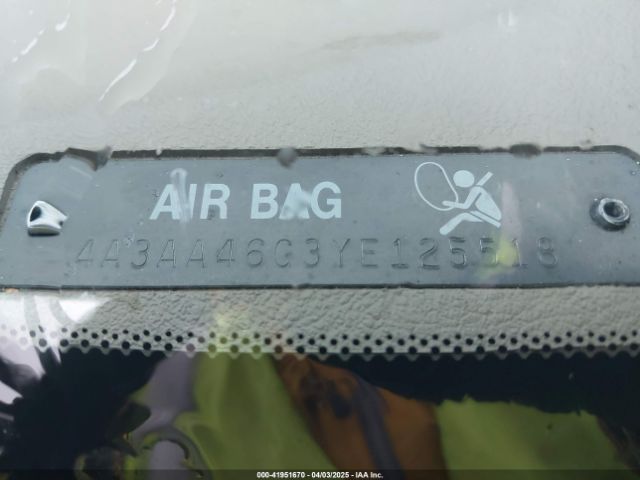 AIR BAG
4A3AA46G3YE125518
000-41951670 - 04/03/2025 - IAA Inc.